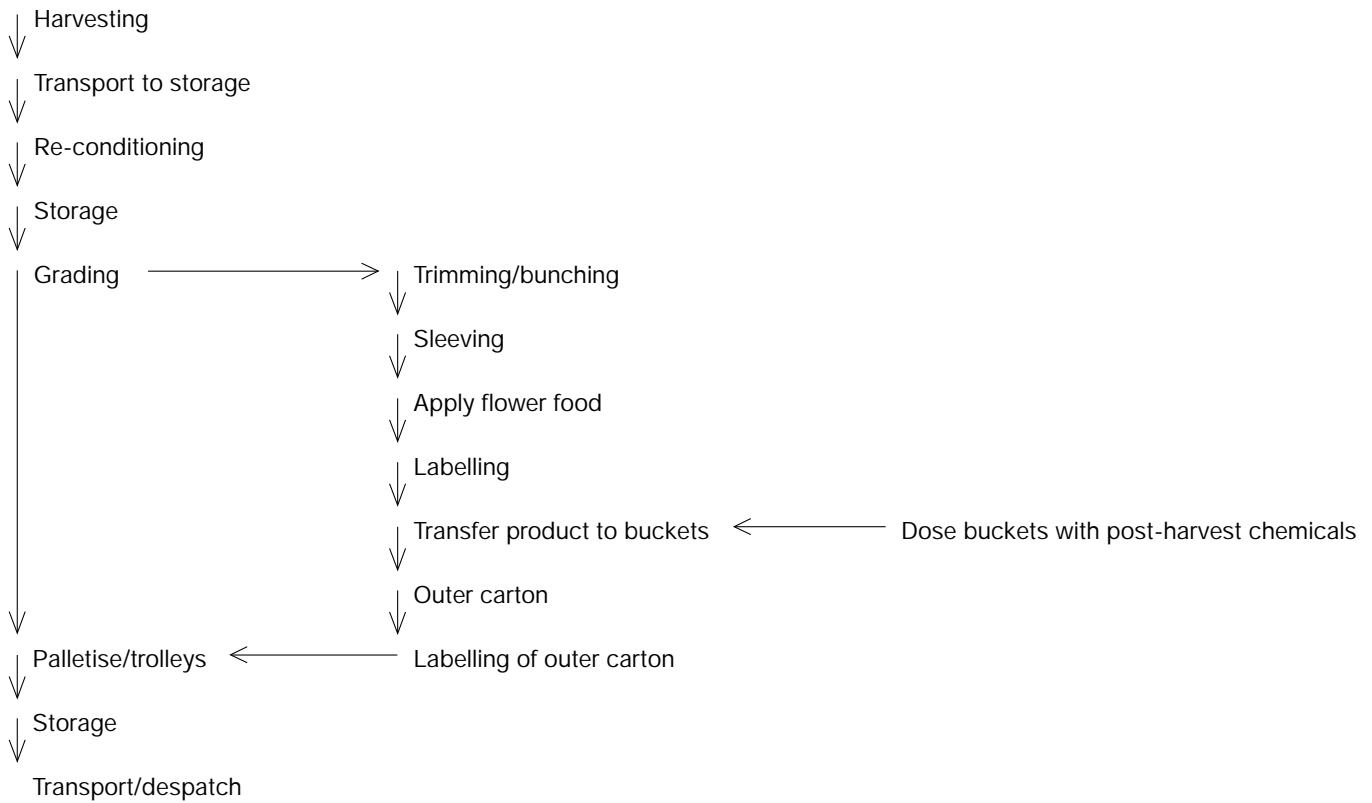 Harvesting
Transport to storage
Re-conditioning
Storage
Grading
Trimming/bunching
Sleeving
Apply flower food
Labelling
Transfer product to buckets
Dose buckets with post-harvest chemicals
Outer carton
Palletise/trolleys
Labelling of outer carton
Storage
Transport/despatch